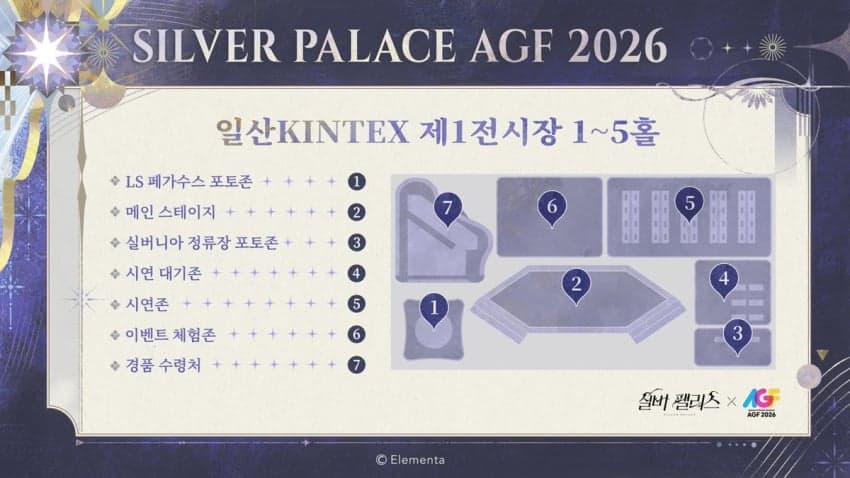 SILVER PALACE AGF 2026
일산KINTEX 제1전시장 1~5홀
LS 페가수스 포토존 1
메인 스테이지 2
실버니아 정류장 포토존 3
시연 대기존 4
시연존 5
이벤트 체험존 6
경품 수령처 7
7
6
5
1
2
4
3
실버 팰리스 × AGF
AGF 2026
© Elementa